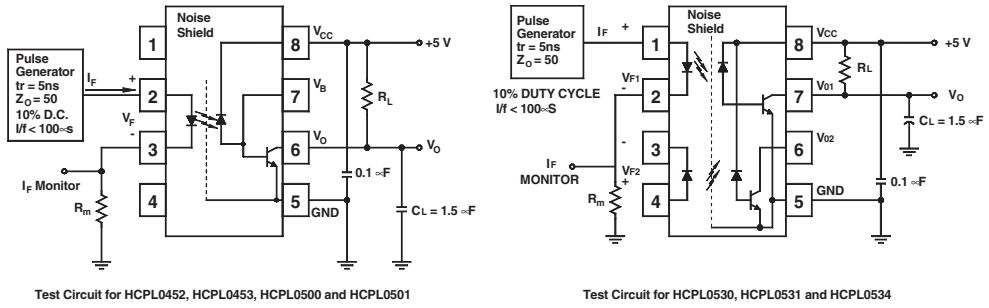 Noise
Shield
Pulse
Generator
tr = 5ns
ZO = 50
10% D.C.
I/f < 100∝s
IF
+
VF
-
IF Monitor
Rm
1
2
3
4
8
7
6
5
VCC
VB
VO
GND
+5 V
RL
VO
0.1 ∝F
CL = 1.5 ∝F
Test Circuit for HCPL0452, HCPL0453, HCPL0500 and HCPL0501
Noise
Shield
Pulse
Generator
tr = 5ns
ZO = 50
IF
+
10% DUTY CYCLE
I/f < 100∝S
VF1
-
-
VF2
+
IF
MONITOR
Rm
1
2
3
4
8
7
6
5
VCC
V01
V02
GND
+5 V
RL
VO
CL = 1.5 ∝F
0.1 ∝F
Test Circuit for HCPL0530, HCPL0531 and HCPL0534